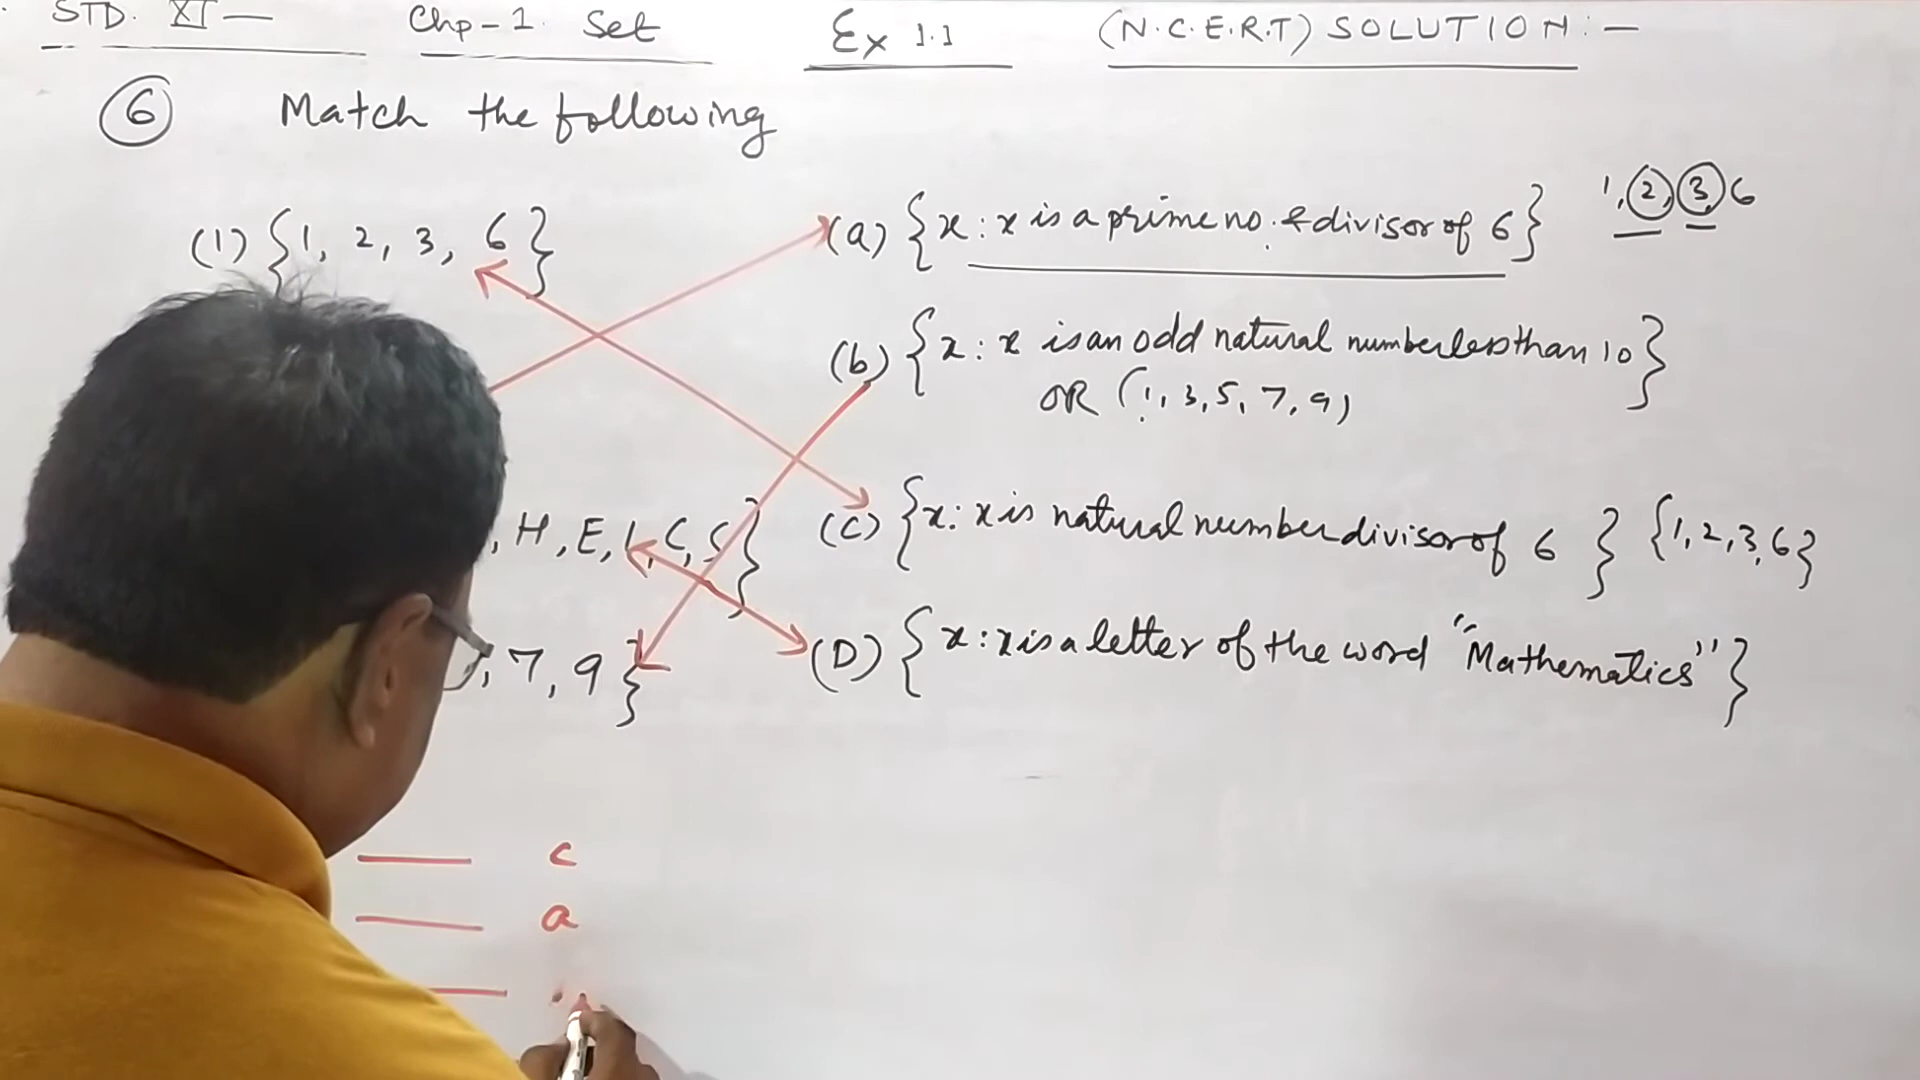 STD. XI — Chp-1. Set Ex 1.1 (N.C.E.R.T) SOLUTION:—
(6) Match the following
(1) {1, 2, 3, 6}
(a) {x : x is a prime no. & divisor of 6} 1, 2, 3, 6
(b) {x : x is an odd natural number less than 10}
OR (1, 3, 5, 7, 9)
, H, E, I, C, S}
(C) {x : x is natural number divisor of 6 } {1, 2, 3, 6}
, 7, 9}
(D) {x : x is a letter of the word "Mathematics"}
— c
— a
—